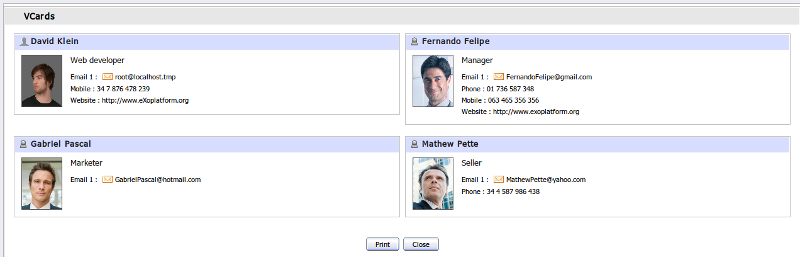 VCards
David Klein
Web developer
Email 1 : root@localhost.tmp
Mobile : 34 7 876 478 239
Website : http://www.eXoplatform.org
Fernando Felipe
Manager
Email 1 : FernandoFelipe@gmail.com
Phone : 01 736 587 348
Mobile : 063 465 356 356
Website : http://www.exoplatform.org
Gabriel Pascal
Marketer
Email 1 : GabrielPascal@hotmail.com
Mathew Pette
Seller
Email 1 : MathewPette@yahoo.com
Phone : 34 4 587 986 438
Print Close